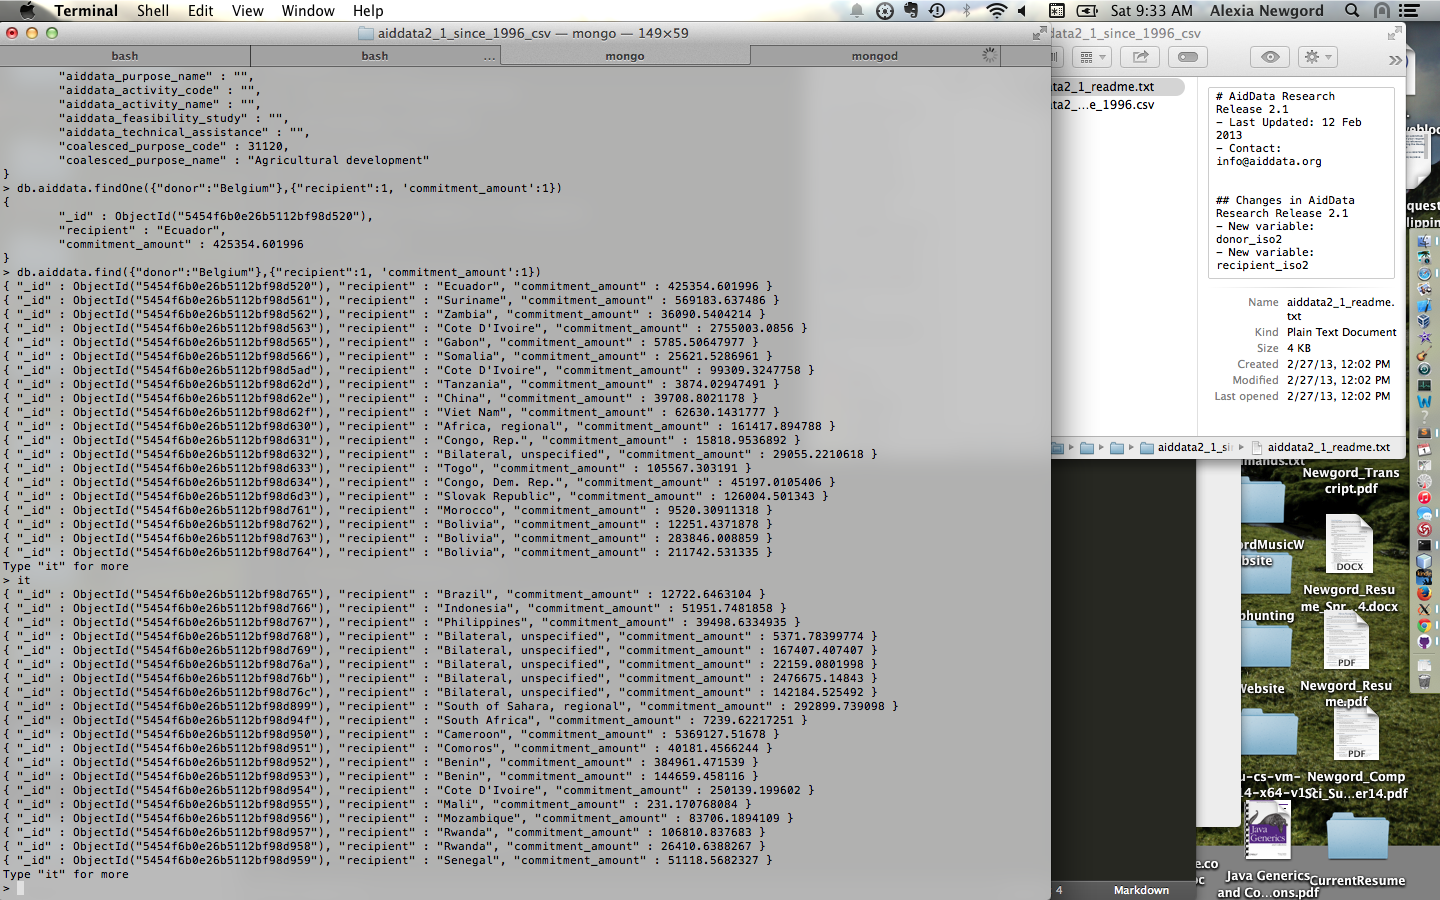 Terminal Shell Edit View Window Help Sat 9:33 AM Alexia Newgord
aiddata2_1_since_1996_csv — mongo — 149×59
bash bash ... mongo mongod
"aiddata_purpose_name" : "",
"aiddata_activity_code" : "",
"aiddata_activity_name" : "",
"aiddata_feasibility_study" : "",
"aiddata_technical_assistance" : "",
"coalesced_purpose_code" : 31120,
"coalesced_purpose_name" : "Agricultural development"
}
> db.aiddata.findOne({"donor":"Belgium"},{"recipient":1, 'commitment_amount':1})
{
"_id" : ObjectId("5454f6b0e26b5112bf98d520"),
"recipient" : "Ecuador",
"commitment_amount" : 425354.601996
}
> db.aiddata.find({"donor":"Belgium"},{"recipient":1, 'commitment_amount':1})
{ "_id" : ObjectId("5454f6b0e26b5112bf98d520"), "recipient" : "Ecuador", "commitment_amount" : 425354.601996 }
{ "_id" : ObjectId("5454f6b0e26b5112bf98d561"), "recipient" : "Suriname", "commitment_amount" : 569183.637486 }
{ "_id" : ObjectId("5454f6b0e26b5112bf98d562"), "recipient" : "Zambia", "commitment_amount" : 36090.5404214 }
{ "_id" : ObjectId("5454f6b0e26b5112bf98d563"), "recipient" : "Cote D'Ivoire", "commitment_amount" : 2755003.0856 }
{ "_id" : ObjectId("5454f6b0e26b5112bf98d565"), "recipient" : "Gabon", "commitment_amount" : 5785.50647977 }
{ "_id" : ObjectId("5454f6b0e26b5112bf98d566"), "recipient" : "Somalia", "commitment_amount" : 25621.5286961 }
{ "_id" : ObjectId("5454f6b0e26b5112bf98d5ad"), "recipient" : "Cote D'Ivoire", "commitment_amount" : 99309.3247758 }
{ "_id" : ObjectId("5454f6b0e26b5112bf98d62d"), "recipient" : "Tanzania", "commitment_amount" : 3874.02947491 }
{ "_id" : ObjectId("5454f6b0e26b5112bf98d62e"), "recipient" : "China", "commitment_amount" : 39708.8021178 }
{ "_id" : ObjectId("5454f6b0e26b5112bf98d62f"), "recipient" : "Viet Nam", "commitment_amount" : 62630.1431777 }
{ "_id" : ObjectId("5454f6b0e26b5112bf98d630"), "recipient" : "Africa, regional", "commitment_amount" : 161417.894788 }
{ "_id" : ObjectId("5454f6b0e26b5112bf98d631"), "recipient" : "Congo, Rep.", "commitment_amount" : 15818.9536892 }
{ "_id" : ObjectId("5454f6b0e26b5112bf98d632"), "recipient" : "Bilateral, unspecified", "commitment_amount" : 29055.2210618 }
{ "_id" : ObjectId("5454f6b0e26b5112bf98d633"), "recipient" : "Togo", "commitment_amount" : 105567.303191 }
{ "_id" : ObjectId("5454f6b0e26b5112bf98d634"), "recipient" : "Congo, Dem. Rep.", "commitment_amount" : 45197.0105406 }
{ "_id" : ObjectId("5454f6b0e26b5112bf98d6d3"), "recipient" : "Slovak Republic", "commitment_amount" : 126004.501343 }
{ "_id" : ObjectId("5454f6b0e26b5112bf98d761"), "recipient" : "Morocco", "commitment_amount" : 9520.30911318 }
{ "_id" : ObjectId("5454f6b0e26b5112bf98d762"), "recipient" : "Bolivia", "commitment_amount" : 12251.4371878 }
{ "_id" : ObjectId("5454f6b0e26b5112bf98d763"), "recipient" : "Bolivia", "commitment_amount" : 283846.000859 }
{ "_id" : ObjectId("5454f6b0e26b5112bf98d764"), "recipient" : "Bolivia", "commitment_amount" : 211742.531335 }
Type "it" for more
> it
{ "_id" : ObjectId("5454f6b0e26b5112bf98d765"), "recipient" : "Brazil", "commitment_amount" : 12722.6463104 }
{ "_id" : ObjectId("5454f6b0e26b5112bf98d766"), "recipient" : "Indonesia", "commitment_amount" : 51951.7481858 }
{ "_id" : ObjectId("5454f6b0e26b5112bf98d767"), "recipient" : "Philippines", "commitment_amount" : 39498.6334935 }
{ "_id" : ObjectId("5454f6b0e26b5112bf98d768"), "recipient" : "Bilateral, unspecified", "commitment_amount" : 5371.78399774 }
{ "_id" : ObjectId("5454f6b0e26b5112bf98d769"), "recipient" : "Bilateral, unspecified", "commitment_amount" : 167407.407407 }
{ "_id" : ObjectId("5454f6b0e26b5112bf98d76a"), "recipient" : "Bilateral, unspecified", "commitment_amount" : 22159.0801998 }
{ "_id" : ObjectId("5454f6b0e26b5112bf98d76b"), "recipient" : "Bilateral, unspecified", "commitment_amount" : 2476675.14843 }
{ "_id" : ObjectId("5454f6b0e26b5112bf98d76c"), "recipient" : "Bilateral, unspecified", "commitment_amount" : 142184.525492 }
{ "_id" : ObjectId("5454f6b0e26b5112bf98d899"), "recipient" : "South of Sahara, regional", "commitment_amount" : 292899.739098 }
{ "_id" : ObjectId("5454f6b0e26b5112bf98d94f"), "recipient" : "South Africa", "commitment_amount" : 7239.62217251 }
{ "_id" : ObjectId("5454f6b0e26b5112bf98d950"), "recipient" : "Cameroon", "commitment_amount" : 5369127.51678 }
{ "_id" : ObjectId("5454f6b0e26b5112bf98d951"), "recipient" : "Comoros", "commitment_amount" : 40181.4566244 }
{ "_id" : ObjectId("5454f6b0e26b5112bf98d952"), "recipient" : "Benin", "commitment_amount" : 384961.471539 }
{ "_id" : ObjectId("5454f6b0e26b5112bf98d953"), "recipient" : "Benin", "commitment_amount" : 144659.458116 }
{ "_id" : ObjectId("5454f6b0e26b5112bf98d954"), "recipient" : "Cote D'Ivoire", "commitment_amount" : 250139.199602 }
{ "_id" : ObjectId("5454f6b0e26b5112bf98d955"), "recipient" : "Mali", "commitment_amount" : 231.170768084 }
{ "_id" : ObjectId("5454f6b0e26b5112bf98d956"), "recipient" : "Mozambique", "commitment_amount" : 83706.1894109 }
{ "_id" : ObjectId("5454f6b0e26b5112bf98d957"), "recipient" : "Rwanda", "commitment_amount" : 106810.837683 }
{ "_id" : ObjectId("5454f6b0e26b5112bf98d958"), "recipient" : "Rwanda", "commitment_amount" : 26410.6388267 }
{ "_id" : ObjectId("5454f6b0e26b5112bf98d959"), "recipient" : "Senegal", "commitment_amount" : 51118.5682327 }
Type "it" for more
>
data2_1_since_1996_csv
ata2_1_readme.txt
ata2_...e_1996.csv
# AidData Research
Release 2.1
- Last Updated: 12 Feb
2013
- Contact:
info@aiddata.org
## Changes in AidData
Research Release 2.1
- New variable:
donor_iso2
- New variable:
recipient_iso2
Name aiddata2_1_readme.
txt
Kind Plain Text Document
Size 4 KB
Created 2/27/13, 12:02 PM
Modified 2/27/13, 12:02 PM
Last opened 2/27/13, 12:02 PM
aiddata2_1_si aiddata2_1_readme.txt
mands.txt
Newgord_Trans
cript.pdf
ordMusicW
bsite
DOCX
Newgord_Resu
me_Spr...4.docx
bhunting
PDF
Website
Newgord_Resu
me.pdf
PDF
u-cs-vm-
14-x64-v1
Newgord_Comp
Sci_Su...er14.pdf
Java
Generics
Java Generics
and Co...ons.pdf
CurrentResume
4 Markdown